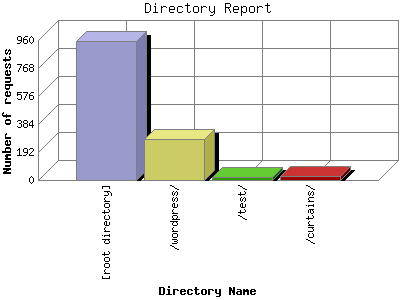 Directory Report
Number of requests
960
768
576
384
192
0
[root directory]
/wordpress/
/test/
/curtains/
Directory Name